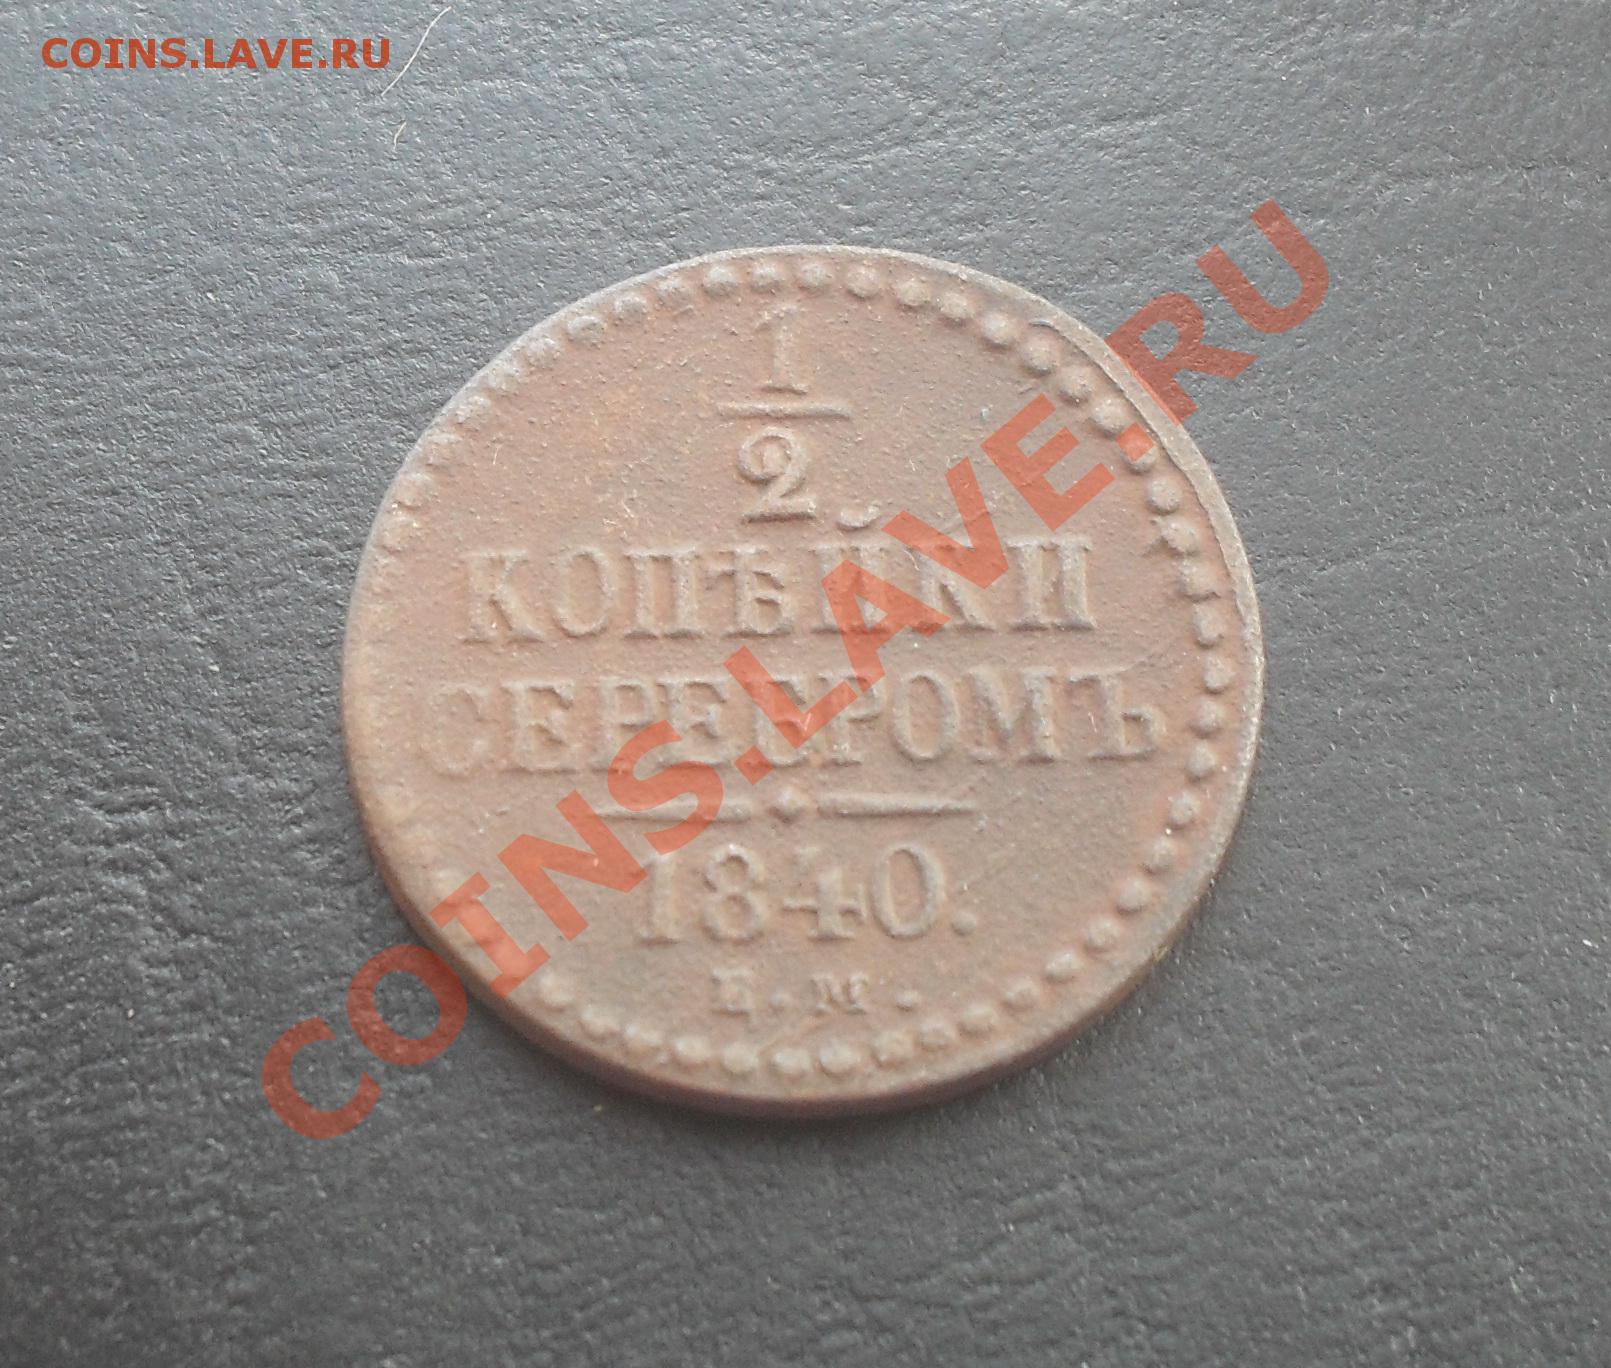 COINS.LAVE.RU
1
2
КОПѢЙКИ
СЕРЕБРОМЪ
1840.
Е.М.
COINS.LAVE.RU